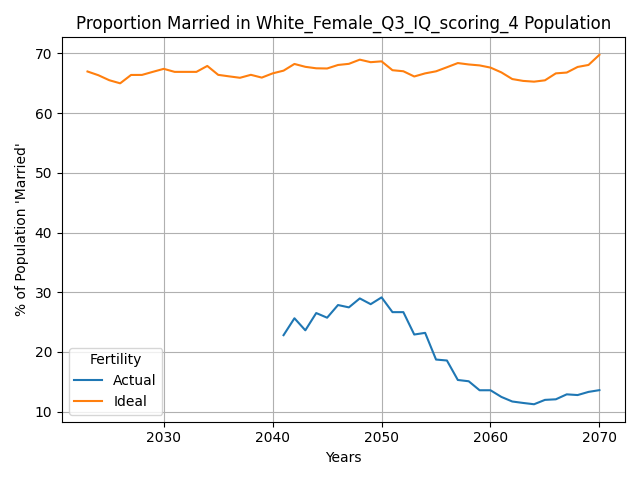 Proportion Married in White_Female_Q3_IQ_scoring_4 Population
% of Population 'Married'
70
60
50
40
30
20
10
Fertility
Actual
Ideal
2030
2040
2050
2060
2070
Years